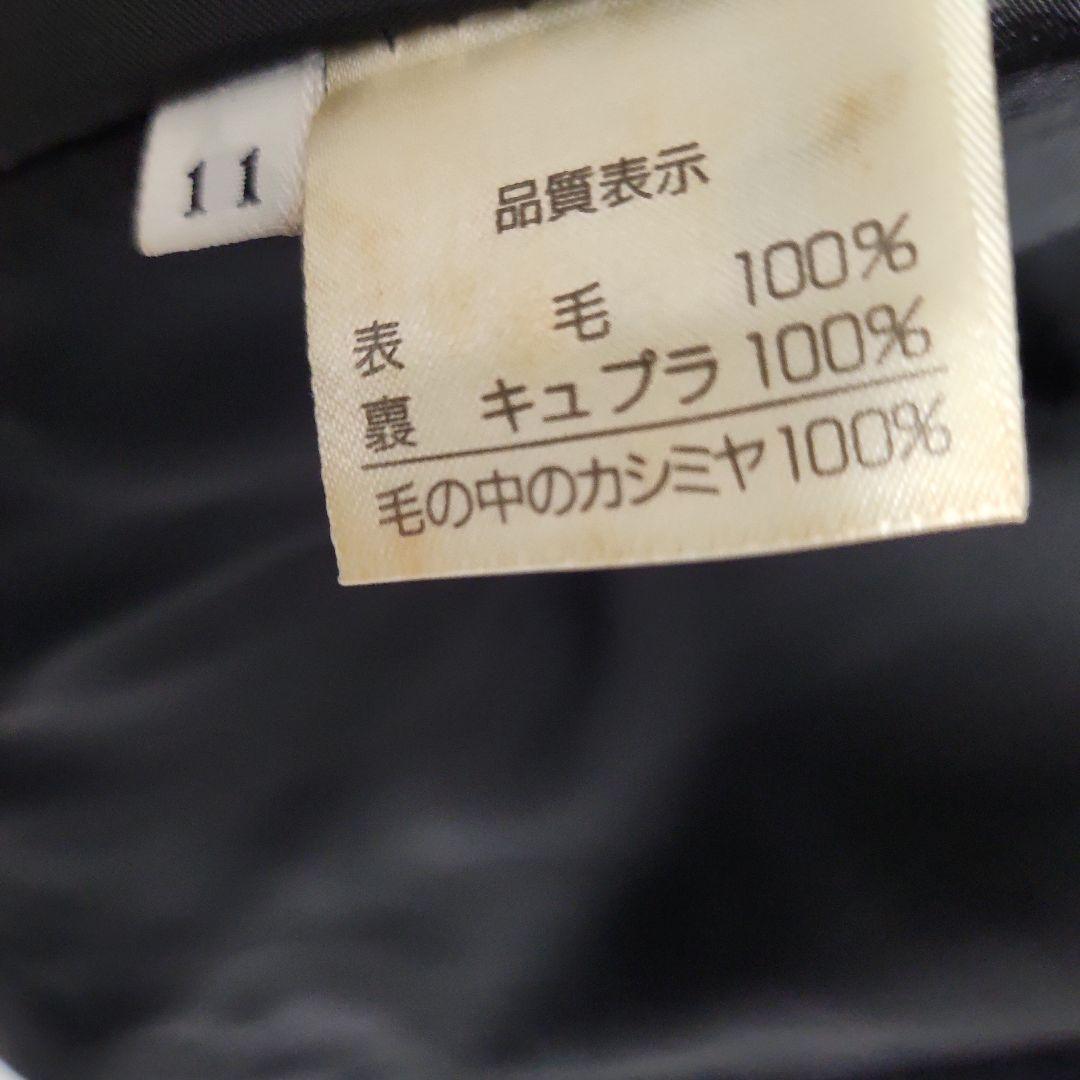 11
品質表示
表 毛 100%
裏 キュプラ 100%
毛の中のカシミヤ100%